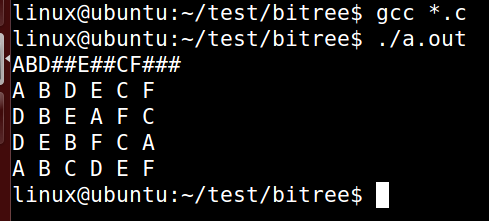 linux@ubuntu:~/test/bitree$ gcc *.c
linux@ubuntu:~/test/bitree$ ./a.out
ABD##E##CF###
A B D E C F
D B E A F C
D E B F C A
A B C D E F
linux@ubuntu:~/test/bitree$